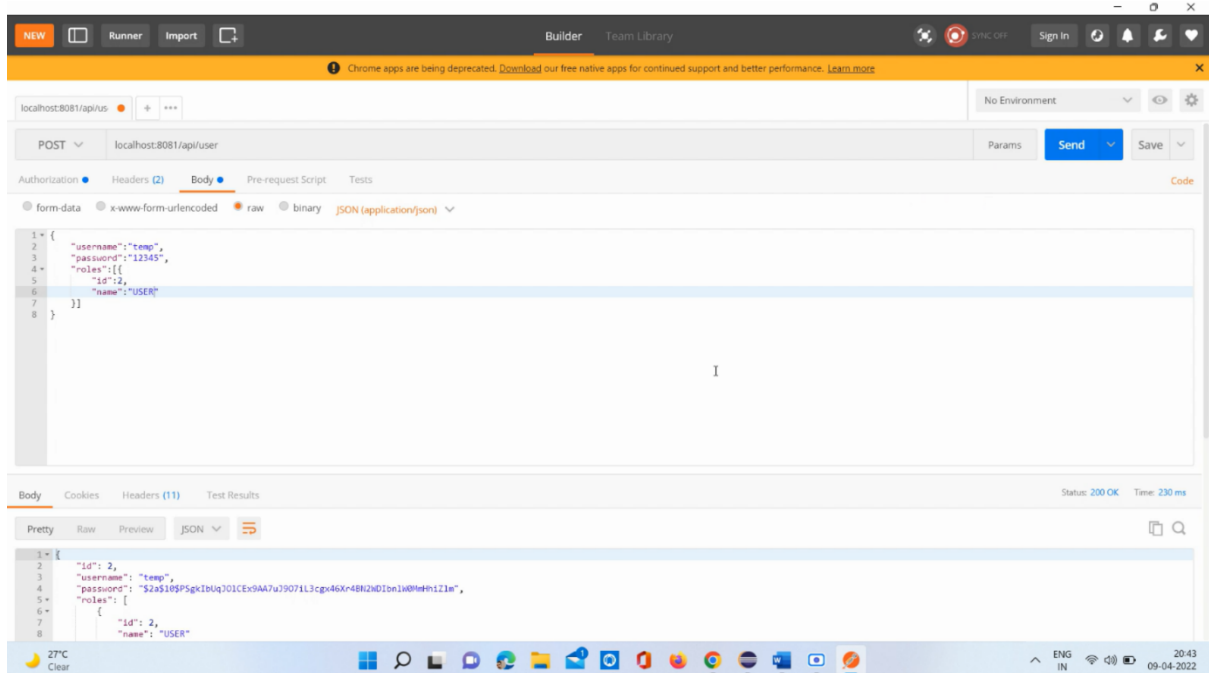 NEW Runner Import Builder Team Library SYNC OFF Sign In
Chrome apps are being deprecated. Download our free native apps for continued support and better performance. Learn more
localhost:8081/api/us + ••• No Environment
POST localhost:8081/api/user Params Send Save
Authorization Headers (2) Body Pre-request Script Tests Code
form-data x-www-form-urlencoded raw binary JSON (application/json)
1 {
2 "username":"temp",
3 "password":"12345",
4 "roles":[{
5 "id":2,
6 "name":"USER"
7 }]
8 }
Body Cookies Headers (11) Test Results Status: 200 OK Time: 230 ms
Pretty Raw Preview JSON
1 {
2 "id": 2,
3 "username": "temp",
4 "password":
5 "roles": [
6 {
7 "id": 2,
8 "name": "USER"
27°C
Clear
ENG
IN
20:43
09-04-2022